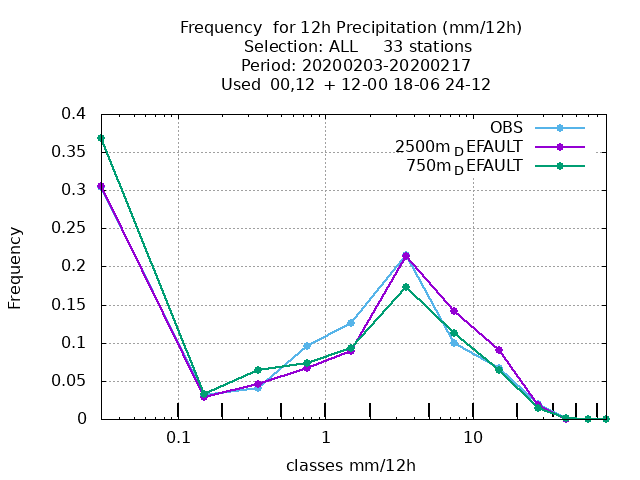 Frequency  for 12h Precipitation (mm/12h)
Selection: ALL     33 stations
Period: 20200203-20200217
Used  00,12  + 12-00 18-06 24-12
0.4
0.35
0.3
0.25
0.2
0.15
0.1
0.05
0
Frequency
OBS
2500m_DEFAULT
750m_DEFAULT
0.1
1
10
classes mm/12h